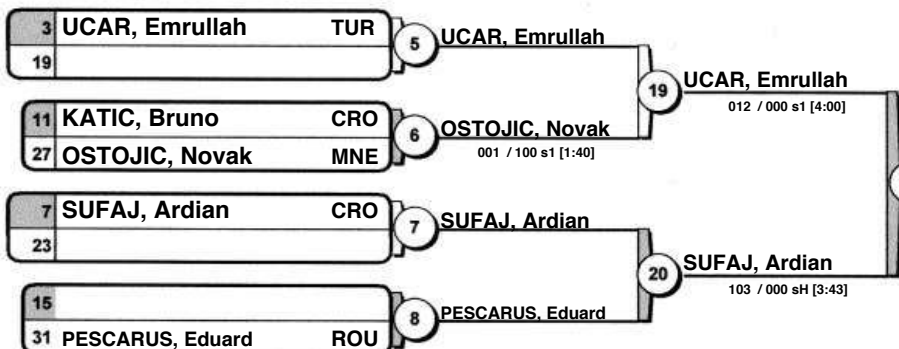 3 UCAR, Emrullah TUR
19
5
UCAR, Emrullah
11 KATIC, Bruno CRO
27 OSTOJIC, Novak MNE
6
OSTOJIC, Novak
001 / 100 s1 [1:40]
19
UCAR, Emrullah
012 / 000 s1 [4:00]
7 SUFAJ, Ardian CRO
23
7
SUFAJ, Ardian
15
31 PESCARUS, Eduard ROU
8
PESCARUS, Eduard
20
SUFAJ, Ardian
103 / 000 sH [3:43]